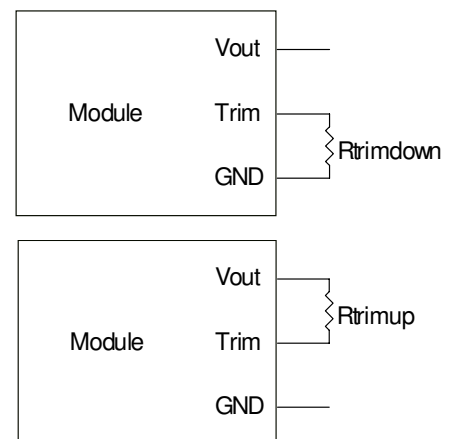 Vout
Module
Trim
Rtrimdown
GND
Vout
Rtrimup
Module
Trim
GND